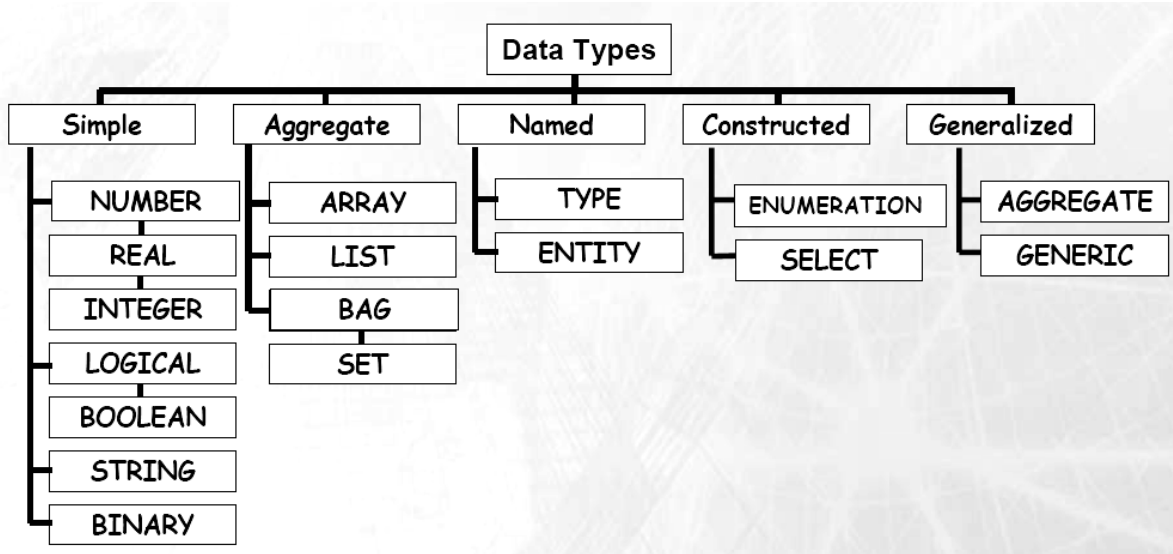 Data Types
Simple
Aggregate
Named
Constructed
Generalized
NUMBER
REAL
INTEGER
LOGICAL
BOOLEAN
STRING
BINARY
ARRAY
LIST
BAG
SET
TYPE
ENTITY
ENUMERATION
SELECT
AGGREGATE
GENERIC